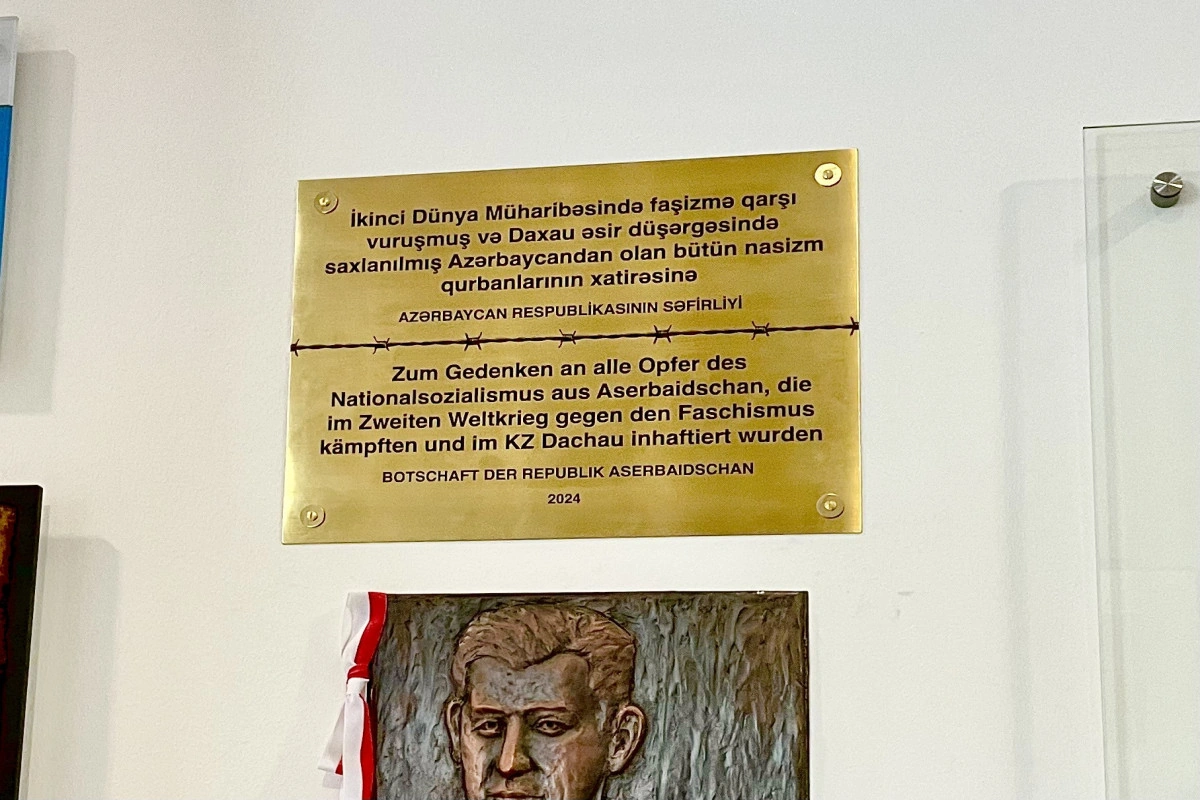 İkinci Dünya Müharibəsində faşizmə qarşı
vuruşmuş və Daxau əsir düşərgəsində
saxlanılmış Azərbaycandan olan bütün nasizm
qurbanlarının xatirəsinə
AZƏRBAYCAN RESPUBLİKASININ SƏFİRLİYİ
Zum Gedenken an alle Opfer des
Nationalsozialismus aus Aserbaidschan, die
im Zweiten Weltkrieg gegen den Faschismus
kämpften und im KZ Dachau inhaftiert wurden
BOTSCHAFT DER REPUBLIK ASERBAIDSCHAN
2024